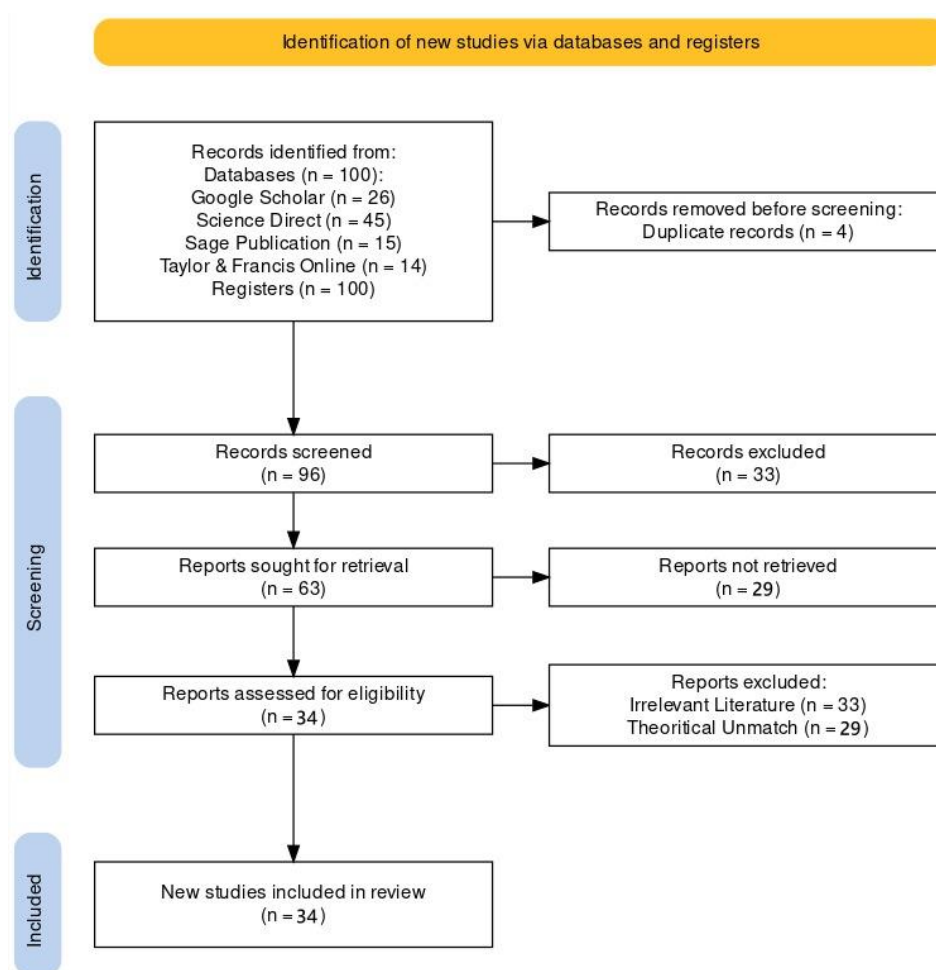 Identification of new studies via databases and registers
Identification
Records identified from:
Databases (n = 100):
Google Scholar (n = 26)
Science Direct (n = 45)
Sage Publication (n = 15)
Taylor & Francis Online (n = 14)
Registers (n = 100)
Records removed before screening:
Duplicate records (n = 4)
Screening
Records screened
(n = 96)
Records excluded
(n = 33)
Reports sought for retrieval
(n = 63)
Reports not retrieved
(n = 29)
Reports assessed for eligibility
(n = 34)
Reports excluded:
Irrelevant Literature (n = 33)
Theoritical Unmatch (n = 29)
Included
New studies included in review
(n = 34)